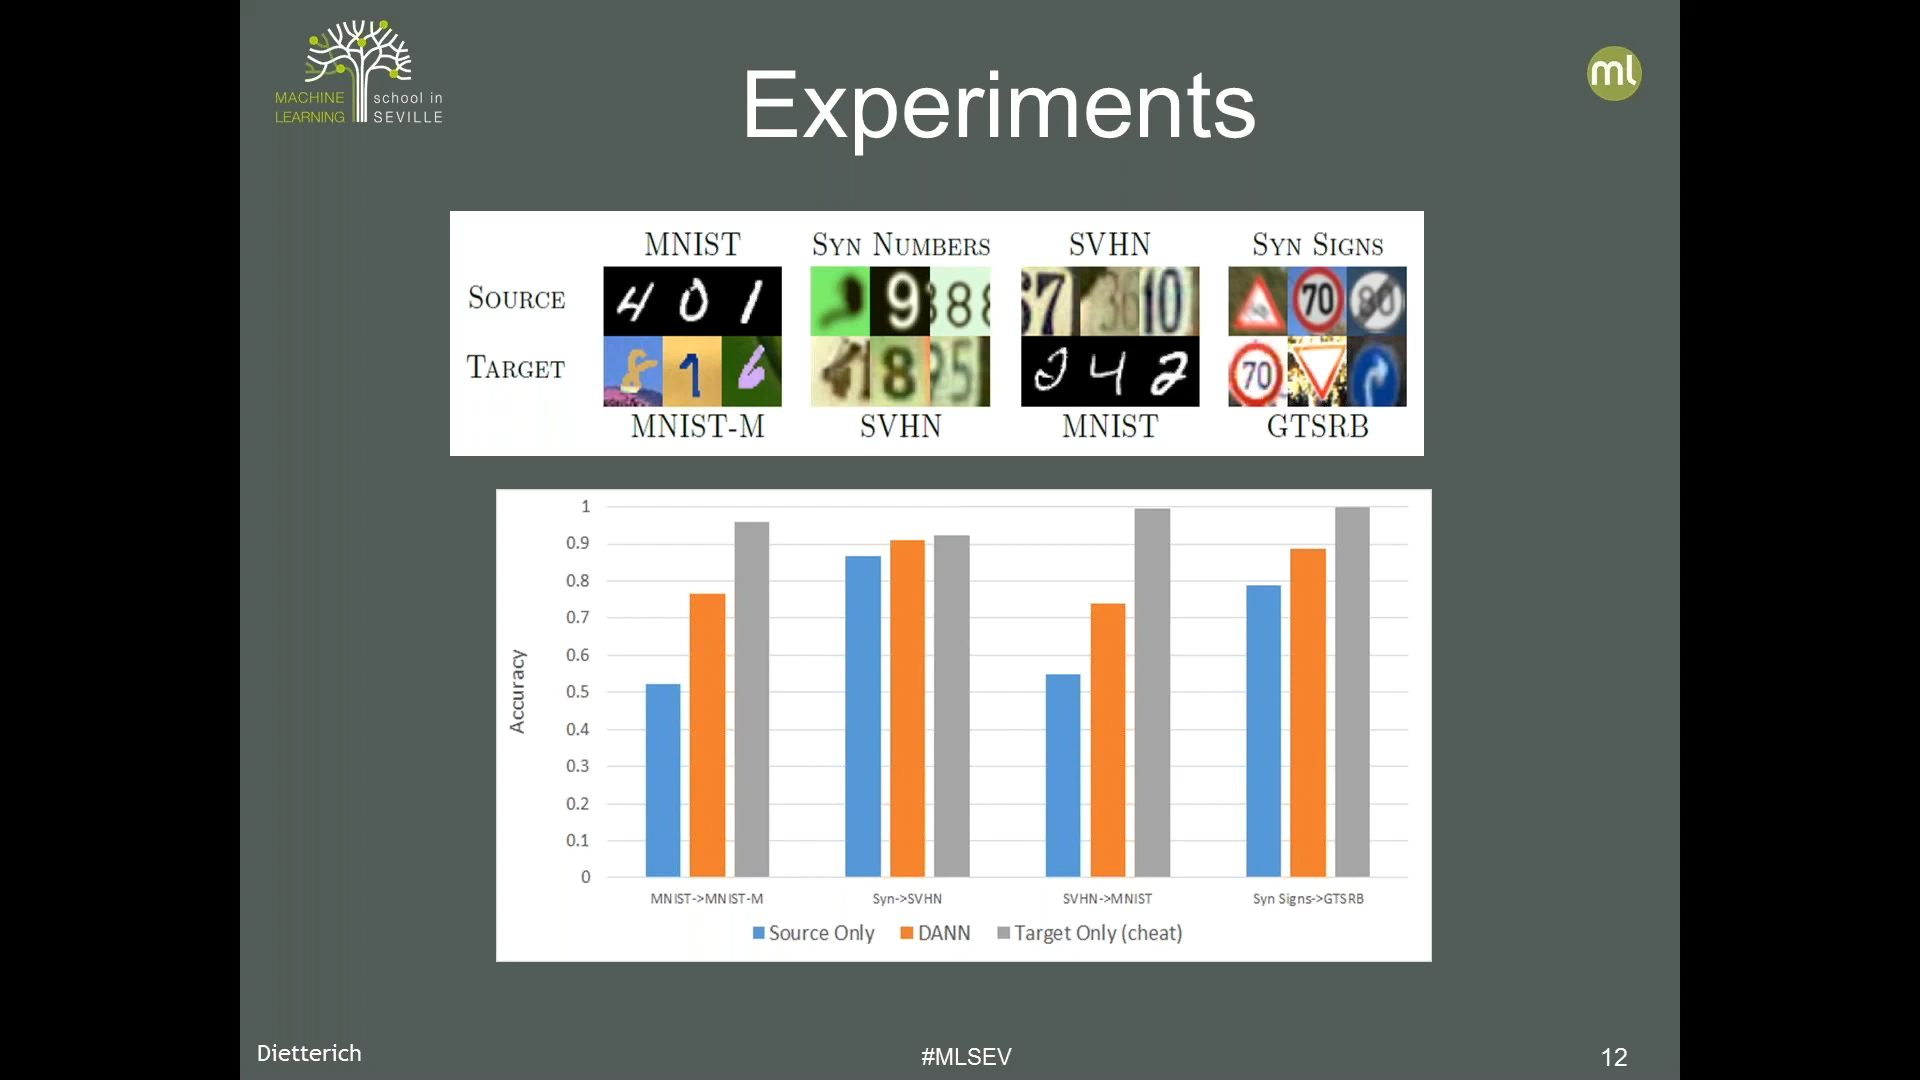 MACHINE
LEARNING
school in
SEVILLE
Experiments
ml
MNIST SYN NUMBERS SVHN SYN SIGNS
SOURCE
4 0 1 9 8 8 67 36 10 70 80
TARGET
8 1 6 8 5 3 4 2 70
MNIST-M SVHN MNIST GTSRB
1
0.9
0.8
0.7
0.6
0.5
0.4
0.3
0.2
0.1
0
Accuracy
MNIST->MNIST-M Syn->SVHN SVHN->MNIST Syn Signs->GTSRB
Source Only DANN Target Only (cheat)
Dietterich
#MLSEV
12